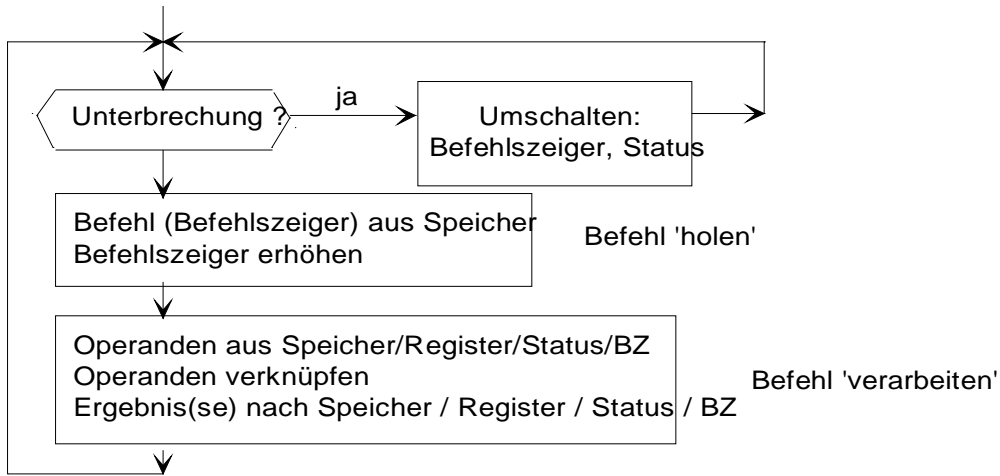 ja
Unterbrechung ?
Umschalten:
Befehlszeiger, Status
Befehl (Befehlszeiger) aus Speicher
Befehlszeiger erhöhen
Befehl 'holen'
Operanden aus Speicher/Register/Status/BZ
Operanden verknüpfen
Ergebnis(se) nach Speicher / Register / Status / BZ
Befehl 'verarbeiten'